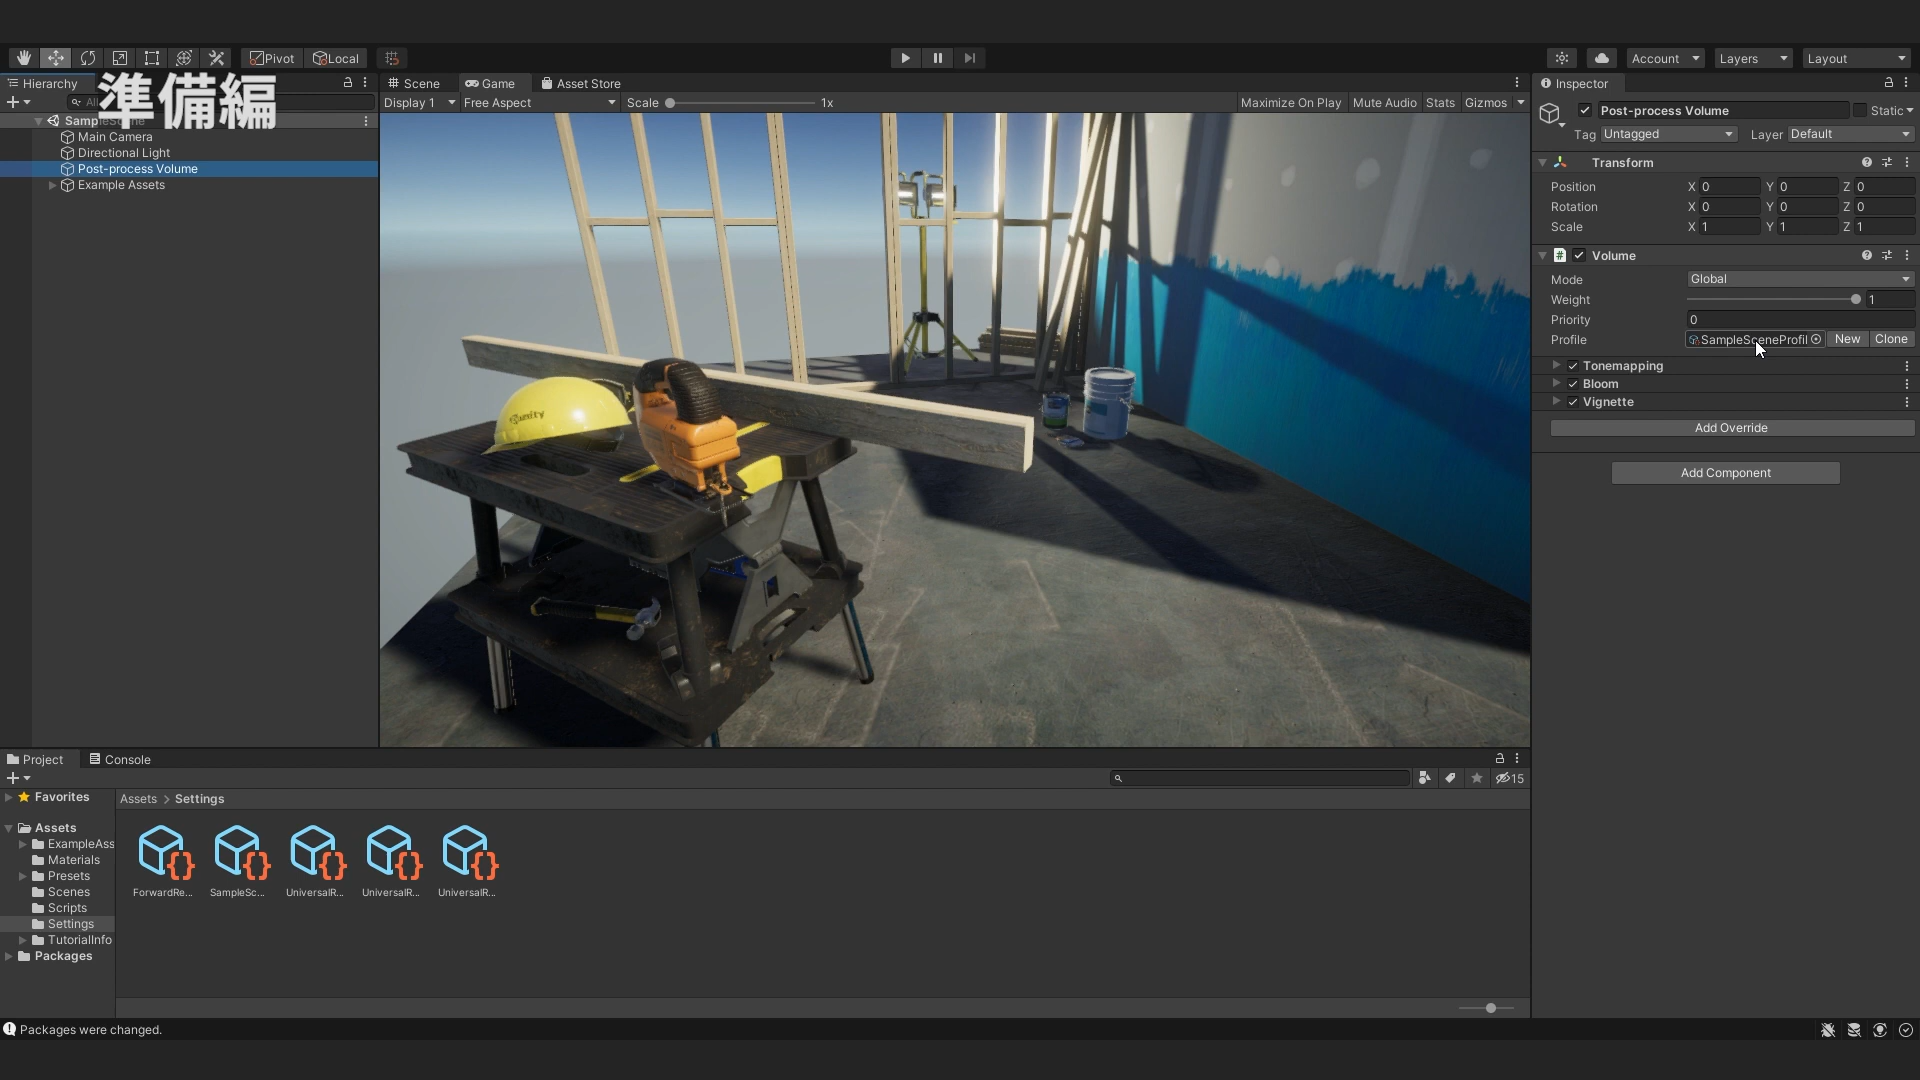 Pivot Local Account Layers Layout
Hierarchy
準備編
Scene Game Asset Store
Display 1 Free Aspect Scale 1x Maximize On Play Mute Audio Stats Gizmos
Main Camera
Directional Light
Post-process Volume
Example Assets
unity
Inspector
Post-process Volume Static
Tag Untagged Layer Default
Transform
Position X 0 Y 0 Z 0
Rotation X 0 Y 0 Z 0
Scale X 1 Y 1 Z 1
# Volume
Mode Global
Weight 1
Priority 0
Profile SampleSceneProfil New Clone
Tonemapping
Bloom
Vignette
Add Override
Add Component
Project Console
15
Favorites
Assets
ExampleAss
Materials
Presets
Scenes
Scripts
Settings
TutorialInfo
Packages
Assets > Settings
ForwardRe... SampleSc... UniversalR... UniversalR... UniversalR...
Packages were changed.